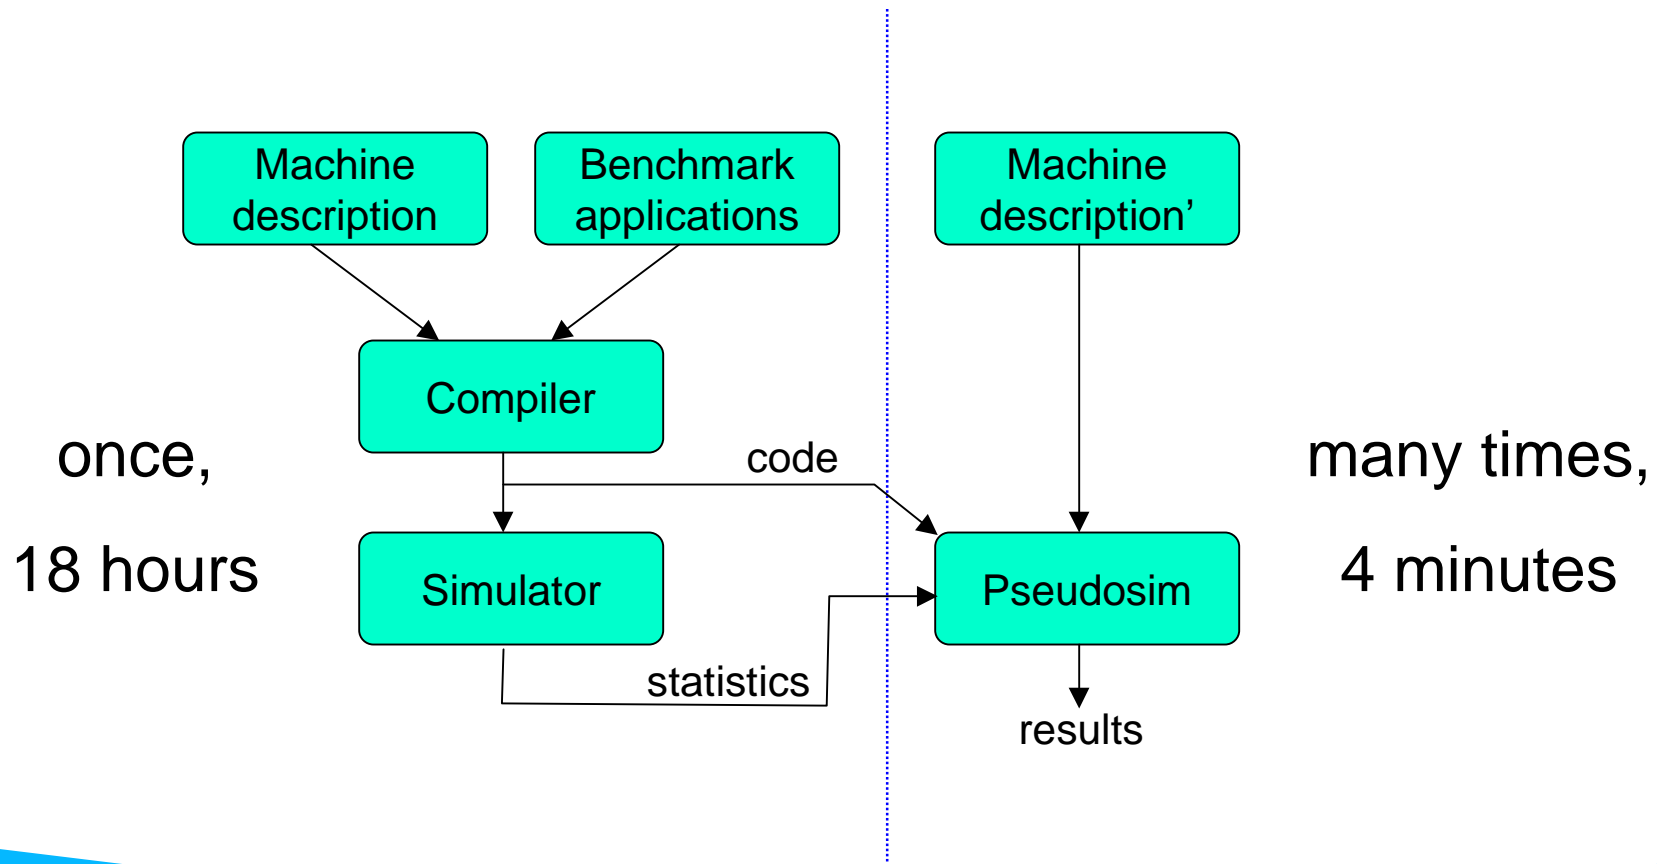 Machine
description
Benchmark
applications
Machine
description’
Compiler
once,
code
many times,
18 hours
Simulator
Pseudosim
4 minutes
statistics
results